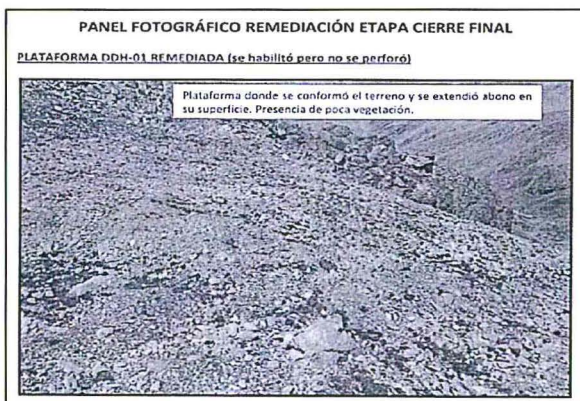 PANEL FOTOGRÁFICO REMEDIACIÓN ETAPA CIERRE FINAL
PLATAFORMA DDH-01 REMEDIADA (se habilitó pero no se perforó)
Plataforma donde se conformó el terreno y se extendió abono en
su superficie. Presencia de poca vegetación.